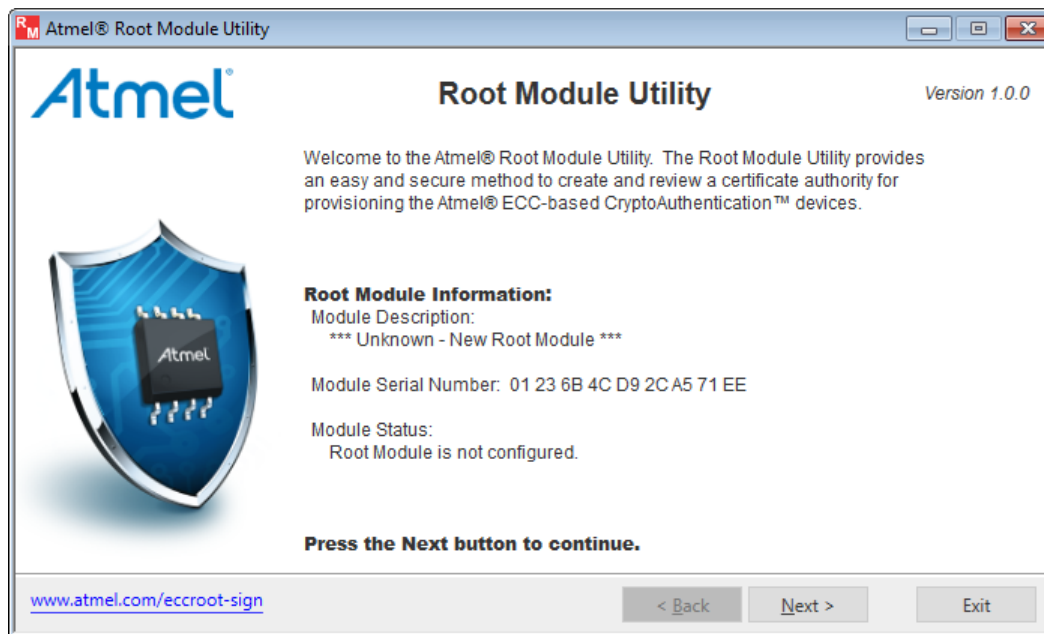 RM Atmel® Root Module Utility
Atmel®
Root Module Utility
Version 1.0.0
Welcome to the Atmel® Root Module Utility. The Root Module Utility provides
an easy and secure method to create and review a certificate authority for
provisioning the Atmel® ECC-based CryptoAuthentication™ devices.
Atmel
Root Module Information:
Module Description:
*** Unknown - New Root Module ***
Module Serial Number: 01 23 6B 4C D9 2C A5 71 EE
Module Status:
Root Module is not configured.
Press the Next button to continue.
www.atmel.com/eccroot-sign
< Back
Next >
Exit